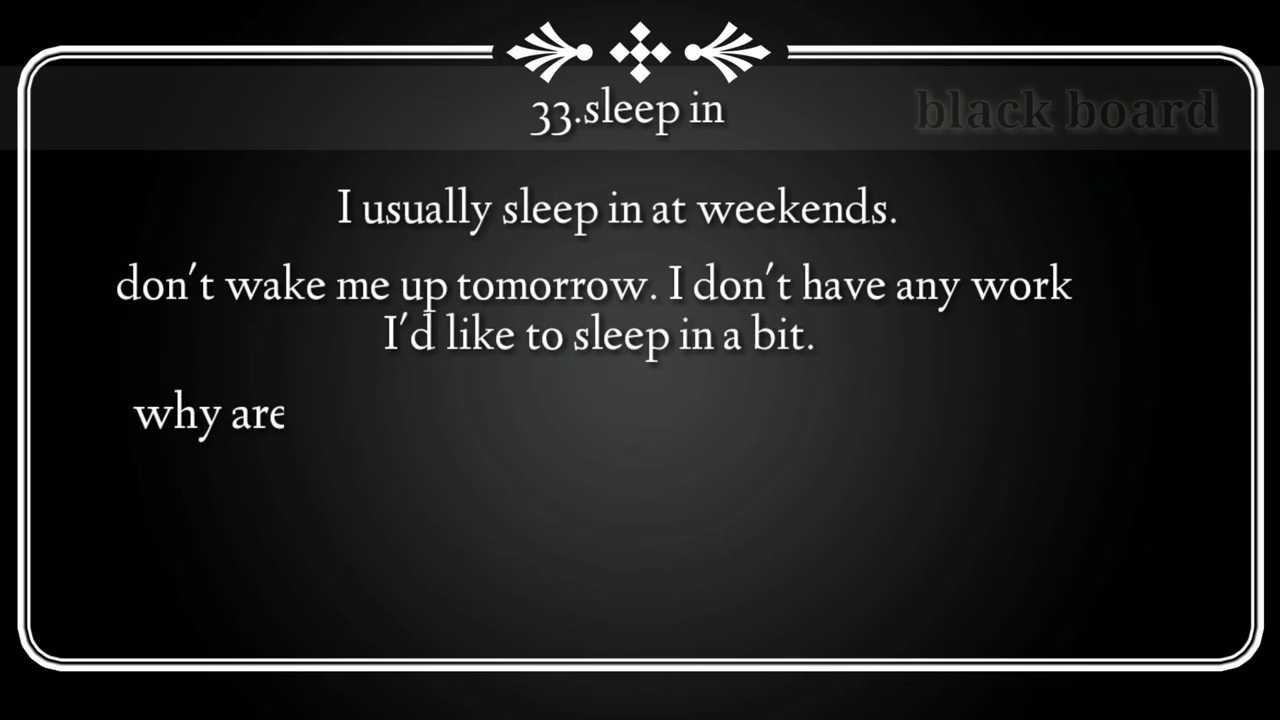 33.sleep in
black board
I usually sleep in at weekends.
don't wake me up tomorrow. I don't have any work
I'd like to sleep in a bit.
why are